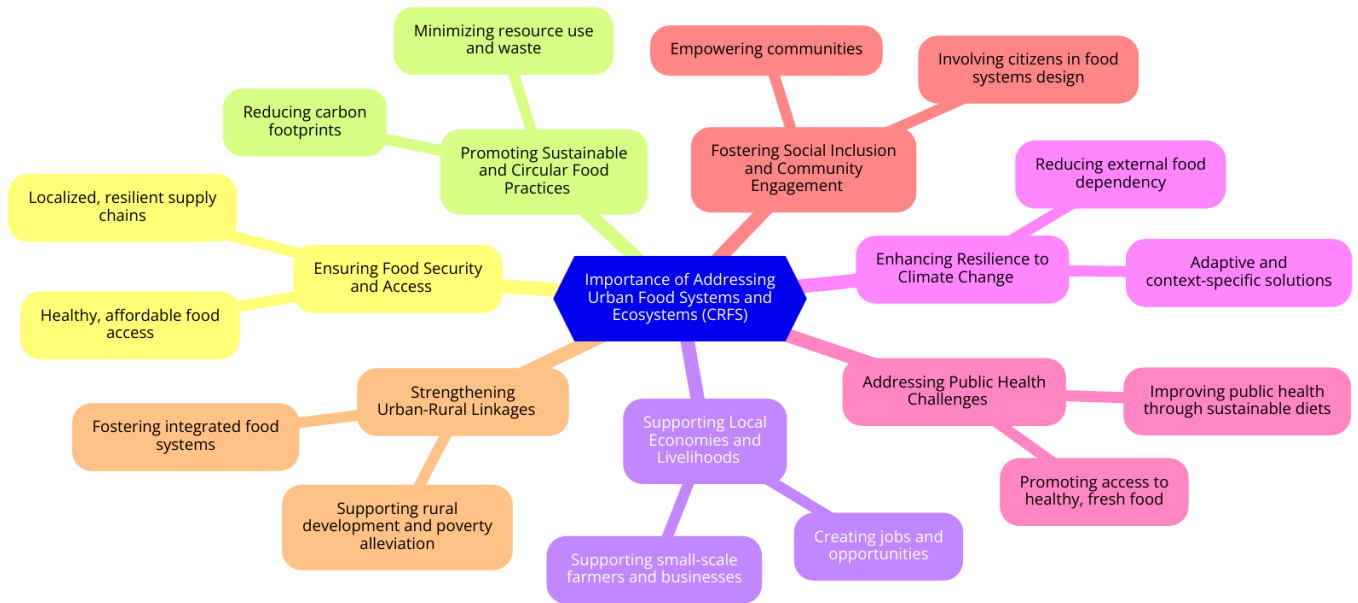 Importance of Addressing
Urban Food Systems and
Ecosystems (CRFS)
Promoting Sustainable
and Circular Food
Practices
Minimizing resource use
and waste
Reducing carbon
footprints
Ensuring Food Security
and Access
Localized, resilient supply
chains
Healthy, affordable food
access
Strengthening
Urban-Rural Linkages
Fostering integrated food
systems
Supporting rural
development and poverty
alleviation
Supporting Local
Economies and
Livelihoods
Supporting small-scale
farmers and businesses
Creating jobs and
opportunities
Addressing Public Health
Challenges
Improving public health
through sustainable diets
Promoting access to
healthy, fresh food
Enhancing Resilience to
Climate Change
Reducing external food
dependency
Adaptive and
context-specific solutions
Fostering Social Inclusion
and Community
Engagement
Empowering communities
Involving citizens in food
systems design